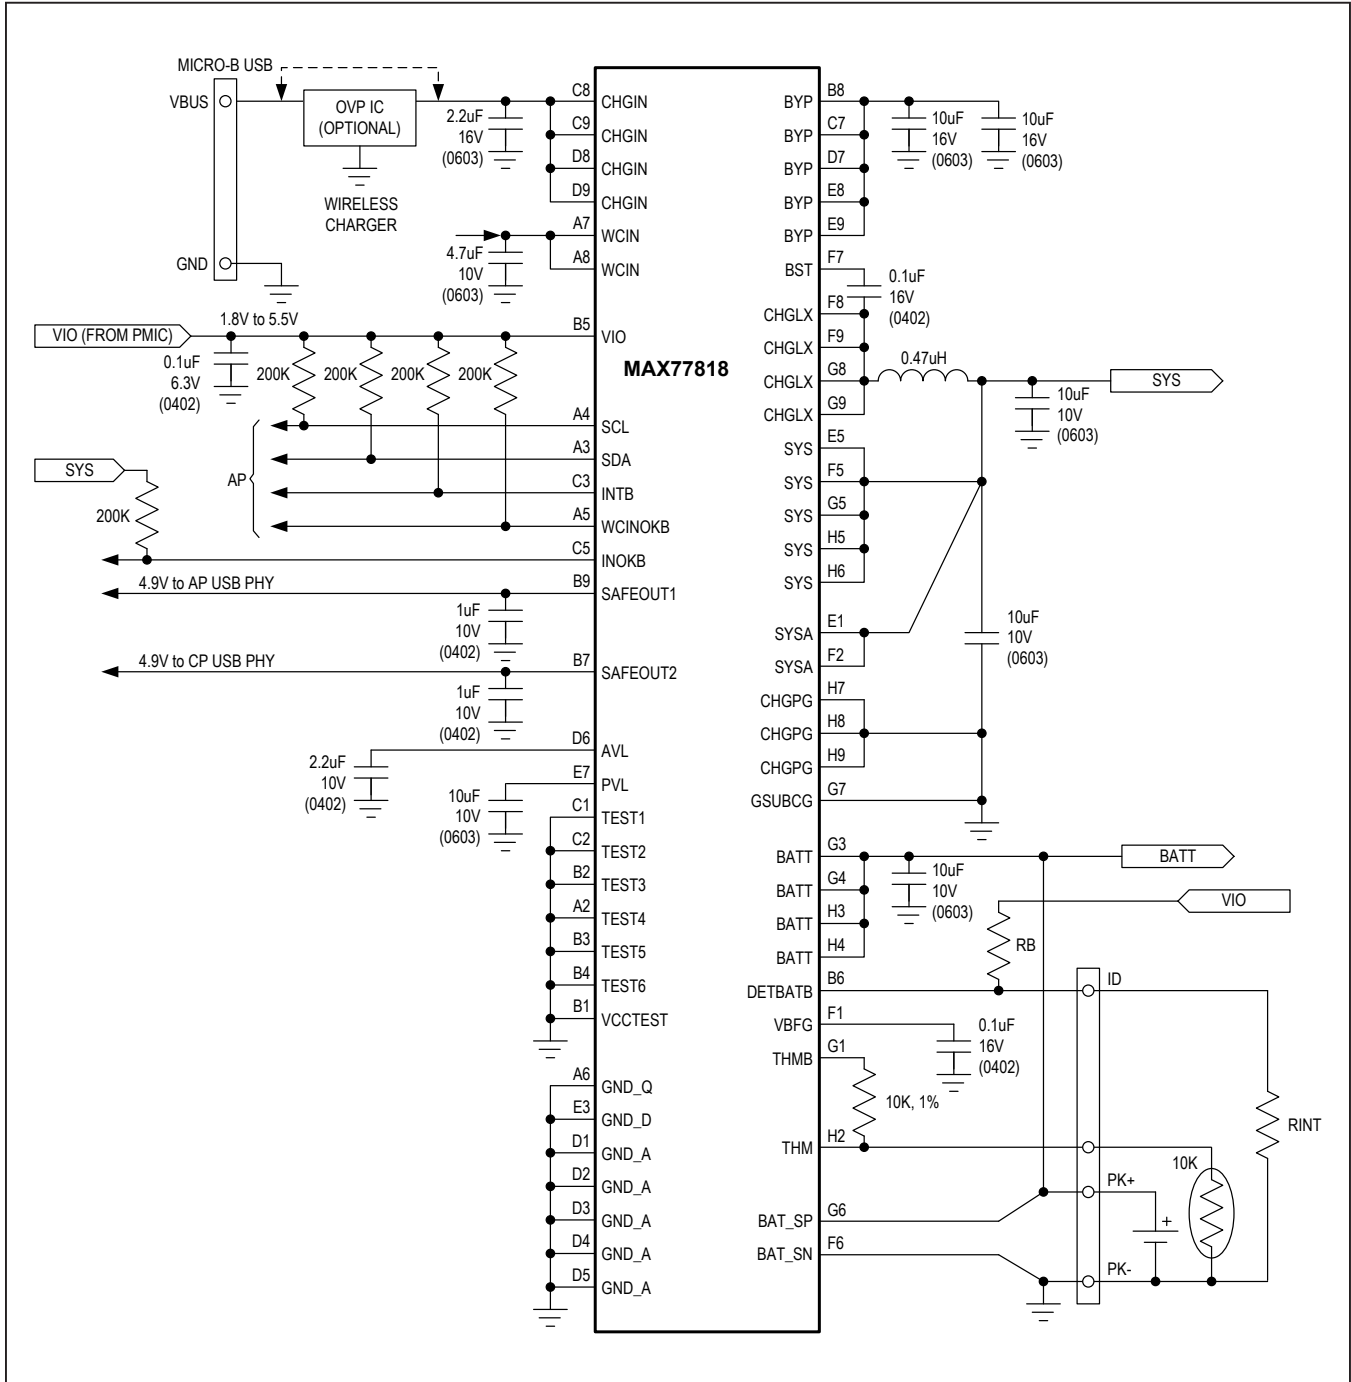 MICRO-B USB
VBUS
OVP IC
(OPTIONAL)
WIRELESS
CHARGER
GND
2.2uF
16V
(0603)
4.7uF
10V
(0603)
C8 CHGIN
C9 CHGIN
D8 CHGIN
D9 CHGIN
A7 WCIN
A8 WCIN
VIO (FROM PMIC)
1.8V to 5.5V
B5 VIO
0.1uF
6.3V
(0402)
200K 200K 200K 200K
A4 SCL
A3 SDA
C3 INTB
A5 WCINOKB
AP
SYS
200K
C5 INOKB
4.9V to AP USB PHY
B9 SAFEOUT1
1uF
10V
(0402)
4.9V to CP USB PHY
B7 SAFEOUT2
1uF
10V
(0402)
D6 AVL
2.2uF
10V
(0402)
E7 PVL
10uF
10V
(0603)
C1 TEST1
C2 TEST2
B2 TEST3
A2 TEST4
B3 TEST5
B4 TEST6
B1 VCCTEST
A6 GND_Q
E3 GND_D
D1 GND_A
D2 GND_A
D3 GND_A
D4 GND_A
D5 GND_A
MAX77818
BYP B8
BYP C7
BYP D7
BYP E8
BYP E9
10uF
16V
(0603)
10uF
16V
(0603)
BST F7
0.1uF
16V
(0402)
CHGLX F8
CHGLX F9
CHGLX G8
CHGLX G9
0.47uH
SYS
10uF
10V
(0603)
SYS E5
SYS F5
SYS G5
SYS H5
SYS H6
SYSA E1
SYSA F2
10uF
10V
(0603)
CHGPG H7
CHGPG H8
CHGPG H9
GSUBCG G7
BATT G3
BATT G4
BATT H3
BATT H4
10uF
10V
(0603)
BATT
VIO
RB
DETBATB B6
ID
VBFG F1
0.1uF
16V
(0402)
THMB G1
10K, 1%
THM H2
10K
RINT
PK+
+
BAT_SP G6
BAT_SN F6
PK-